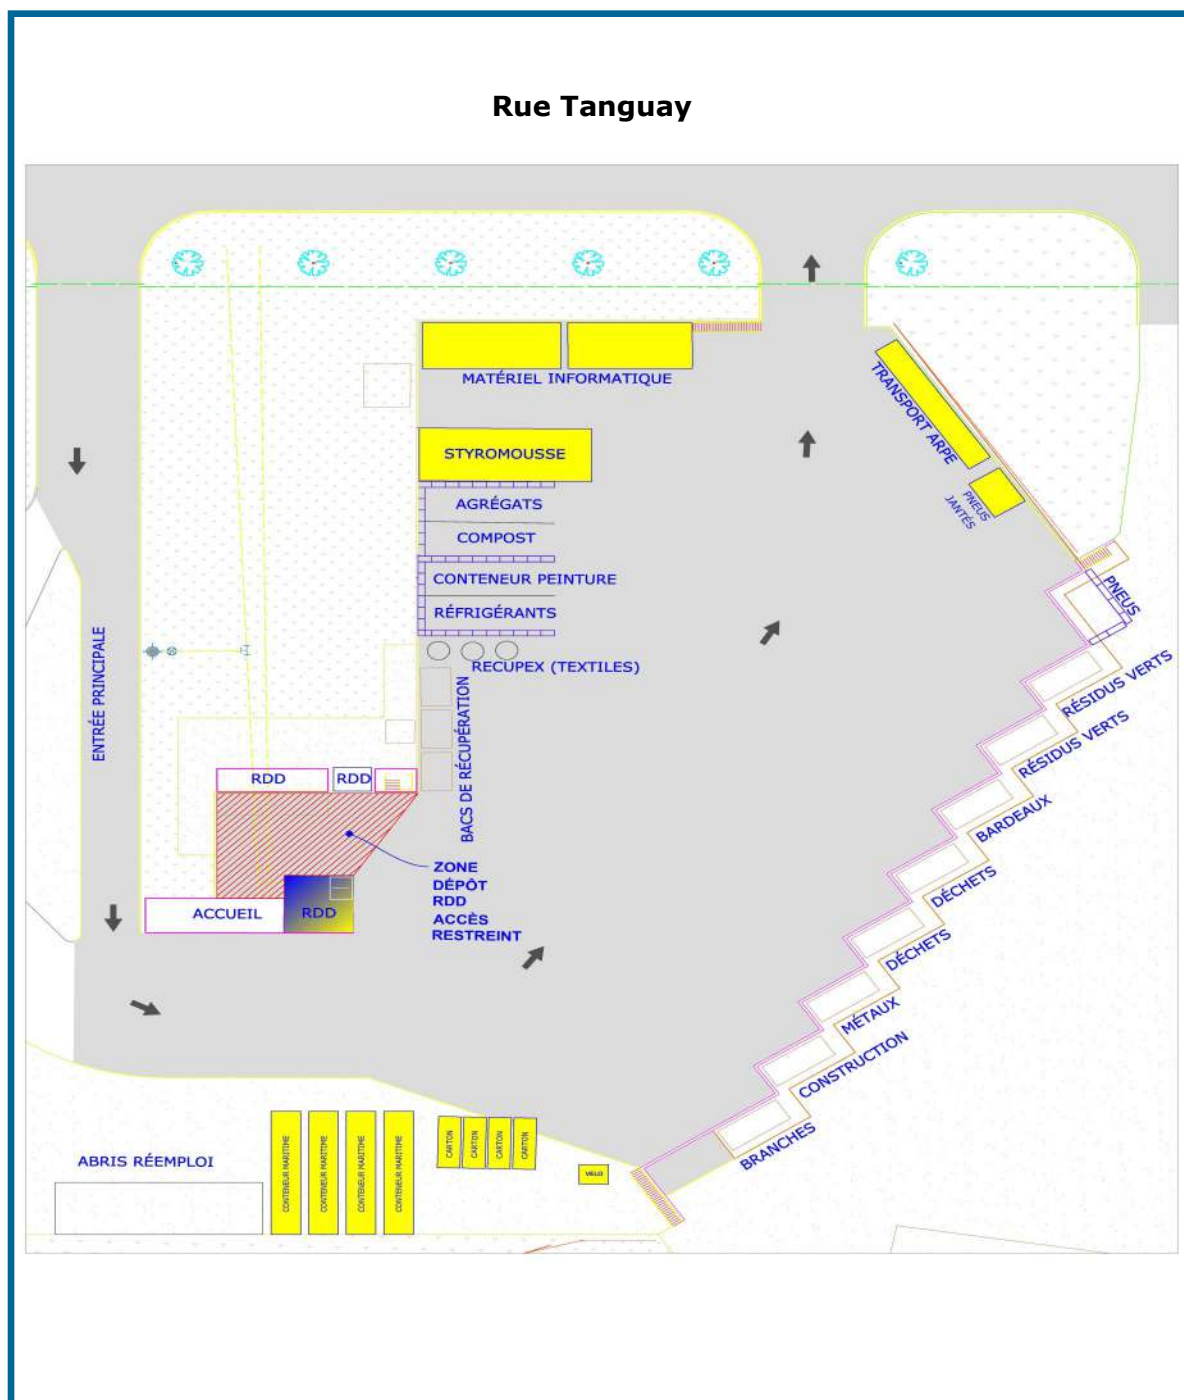 Rue Tanguay
MATÉRIEL INFORMATIQUE
TRANSPORT ARPE
STYROMOUSSE
PNEUS
JANTÉS
AGRÉGATS
COMPOST
CONTENEUR PEINTURE
RÉFRIGÉRANTS
PNEUS
RECUPEX (TEXTILES)
BACS DE RÉCUPÉRATION
ENTRÉE PRINCIPALE
RÉSIDUS VERTS
RÉSIDUS VERTS
BARDEAUX
DÉCHETS
DÉCHETS
MÉTAUX
CONSTRUCTION
BRANCHES
RDD
RDD
ZONE
DÉPÔT
RDD
ACCÈS
RESTREINT
ACCUEIL
RDD
ABRIS RÉEMPLOI
CONTENEUR MARITIME
CONTENEUR MARITIME
CONTENEUR MARITIME
CONTENEUR MARITIME
CARTON
CARTON
CARTON
CARTON
VELO